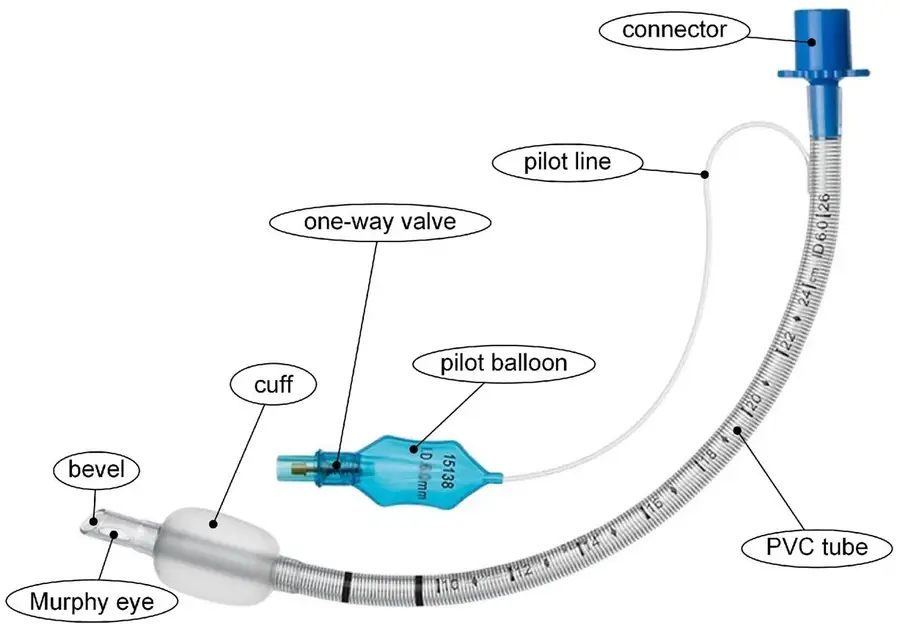 connector
pilot line
one-way valve
pilot balloon
cuff
bevel
Murphy eye
PVC tube
15138
I.D 6.0mm
ID 6.0 26
24 cm
22
20
18
16
14
12
10